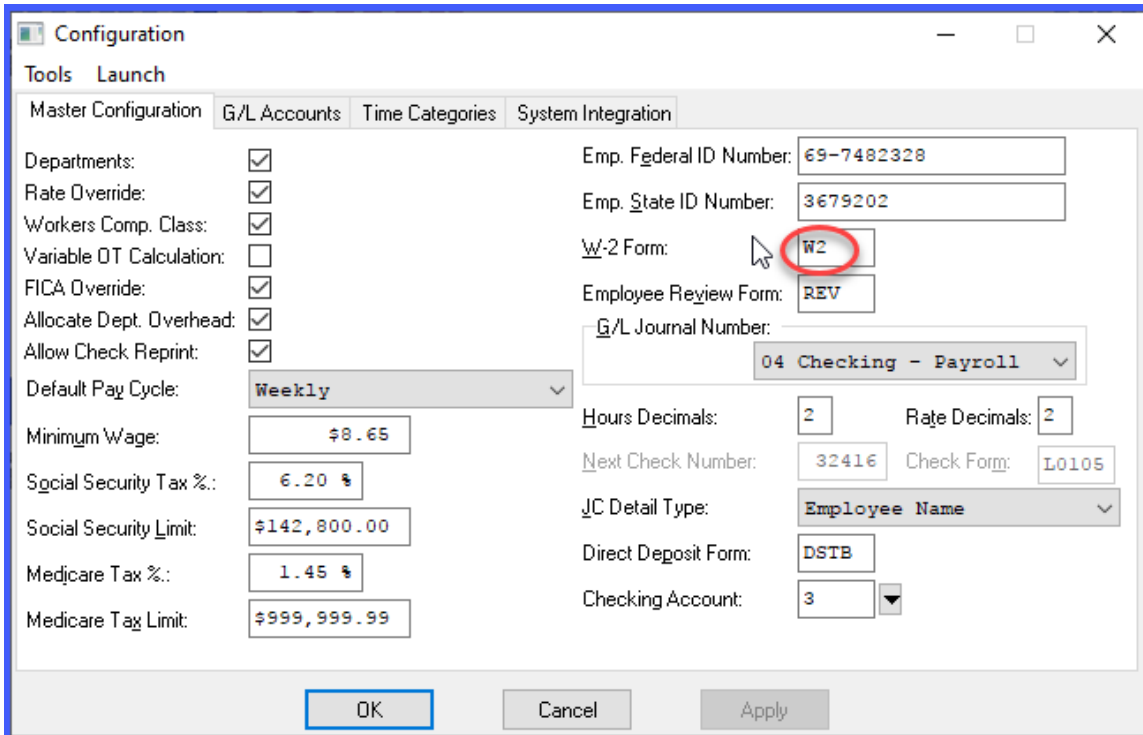 Configuration
Tools Launch
Master Configuration G/L Accounts Time Categories System Integration
Departments:
Rate Override:
Workers Comp. Class:
Variable OT Calculation:
FICA Override:
Allocate Dept. Overhead:
Allow Check Reprint:
Default Pay Cycle: Weekly
Minimum Wage: $8.65
Social Security Tax %.: 6.20 %
Social Security Limit: $142,800.00
Medicare Tax %.: 1.45 %
Medicare Tax Limit: $999,999.99
Emp. Federal ID Number: 69-7482328
Emp. State ID Number: 3679202
W-2 Form: W2
Employee Review Form: REV
G/L Journal Number:
04 Checking - Payroll
Hours Decimals: 2 Rate Decimals: 2
Next Check Number: 32416 Check Form: L0105
JC Detail Type: Employee Name
Direct Deposit Form: DSTB
Checking Account: 3
OK Cancel Apply